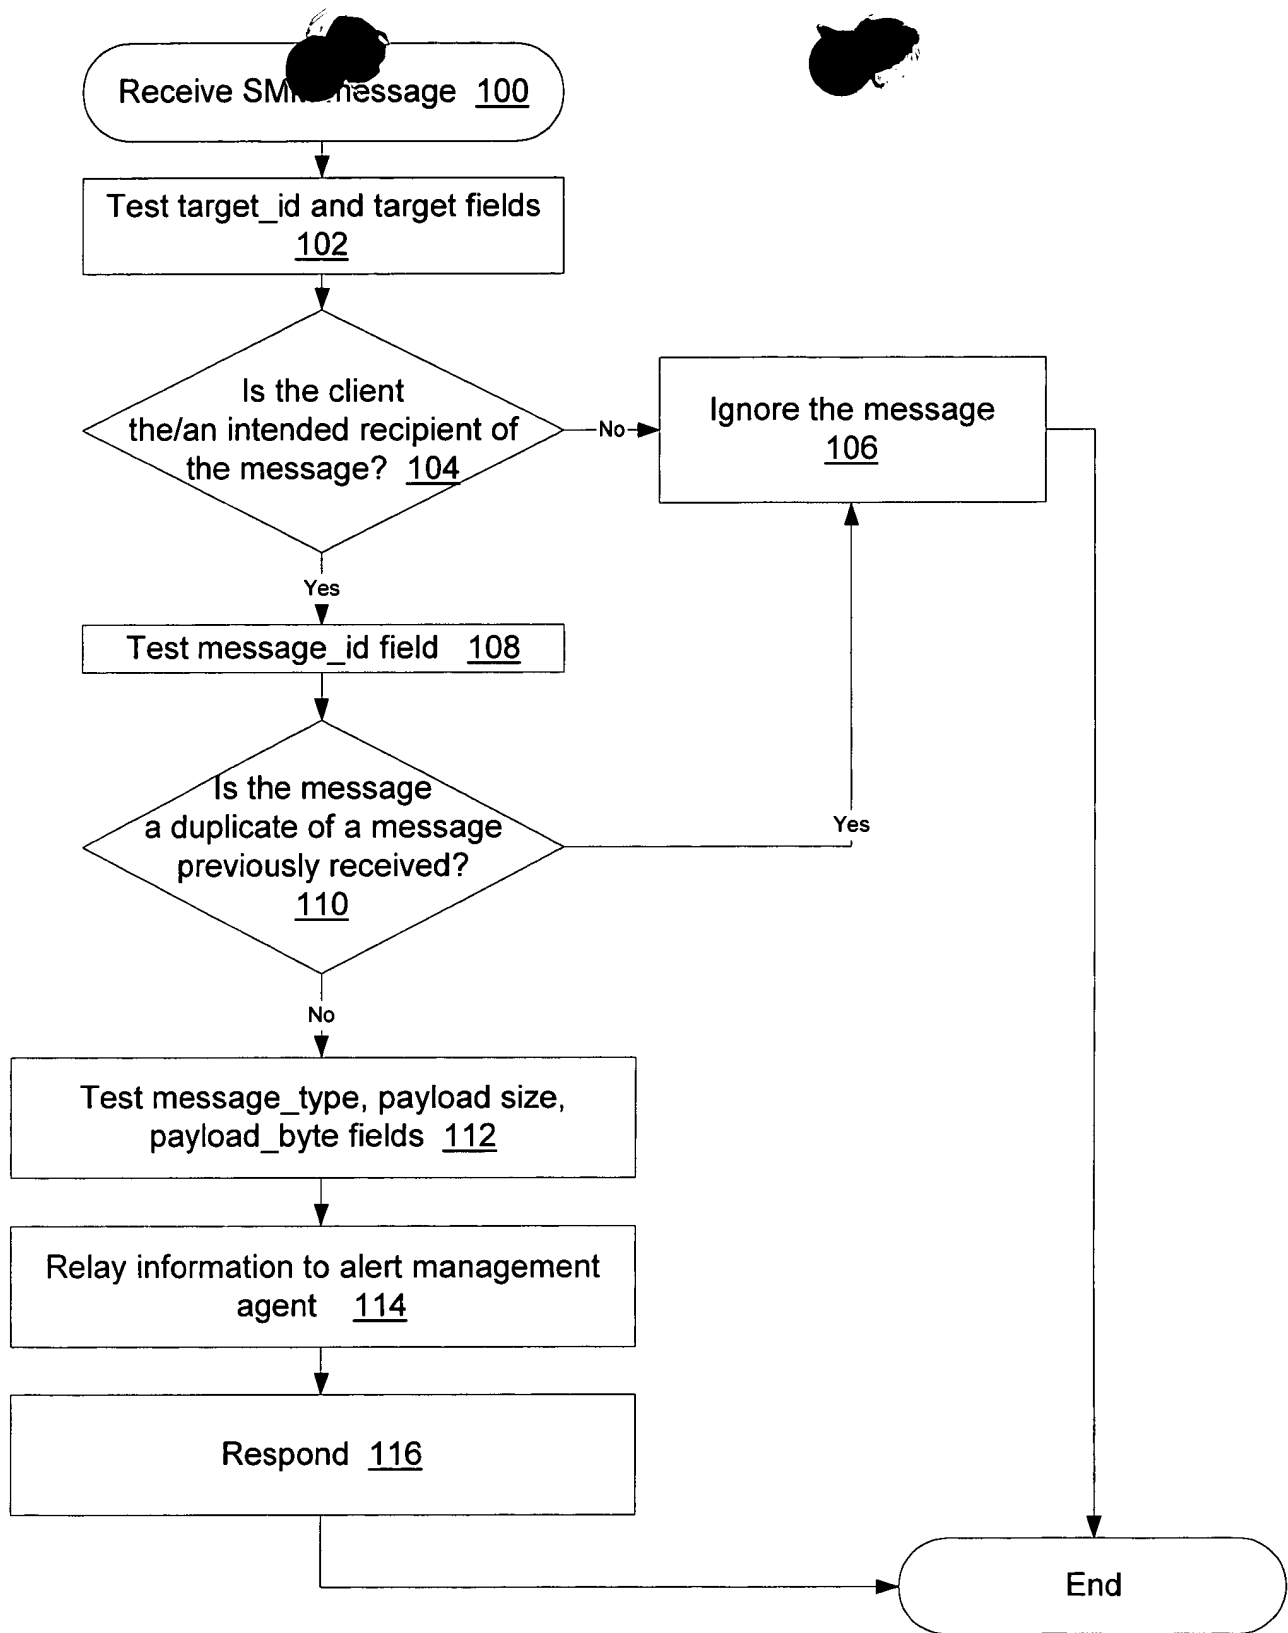 Receive message 100
Test target_id and target fields
102
Is the client
the/an intended recipient of
the message? 104
No
Ignore the message
106
Yes
Test message_id field 108
Is the message
a duplicate of a message
previously received?
110
Yes
No
Test message_type, payload size,
payload_byte fields 112
Relay information to alert management
agent 114
Respond 116
End